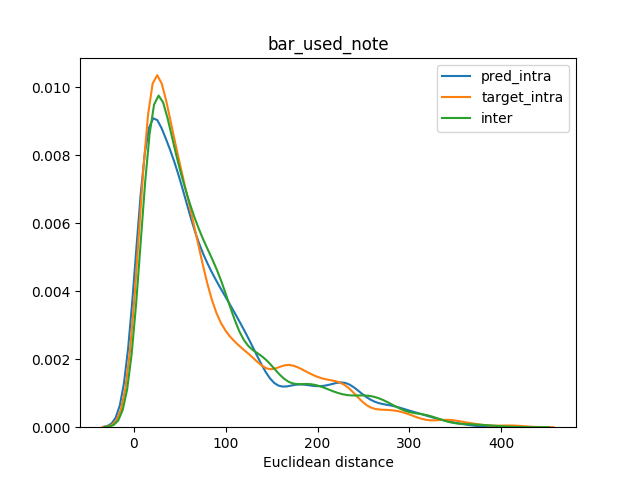 bar_used_note
pred_intra
target_intra
inter
0.010
0.008
0.006
0.004
0.002
0.000
0 100 200 300 400
Euclidean distance